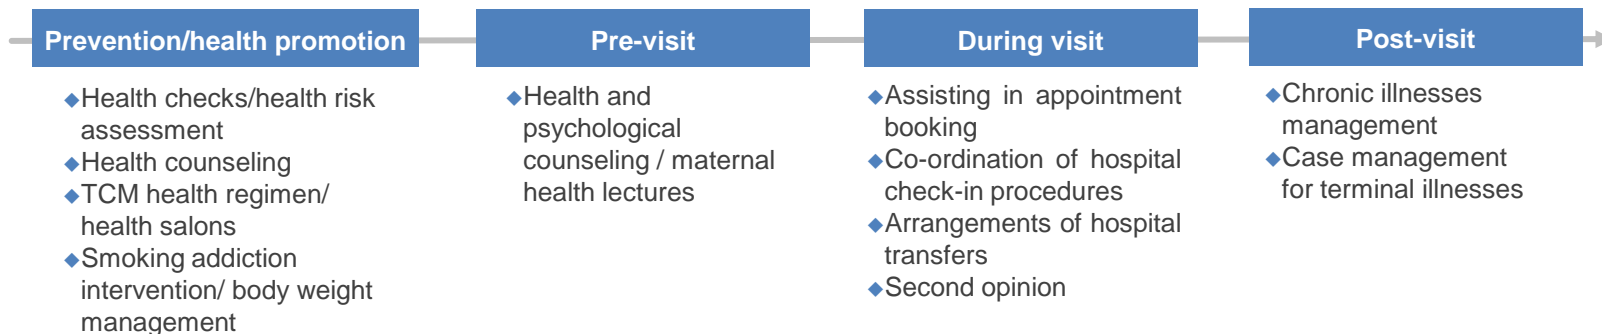 Prevention/health promotion
◆Health checks/health risk
assessment
◆Health counseling
◆TCM health regimen/
health salons
◆Smoking addiction
intervention/ body weight
management
Pre-visit
◆Health and
psychological
counseling / maternal
health lectures
During visit
◆Assisting in appointment
booking
◆Co-ordination of hospital
check-in procedures
◆Arrangements of hospital
transfers
◆Second opinion
Post-visit
◆Chronic illnesses
management
◆Case management
for terminal illnesses